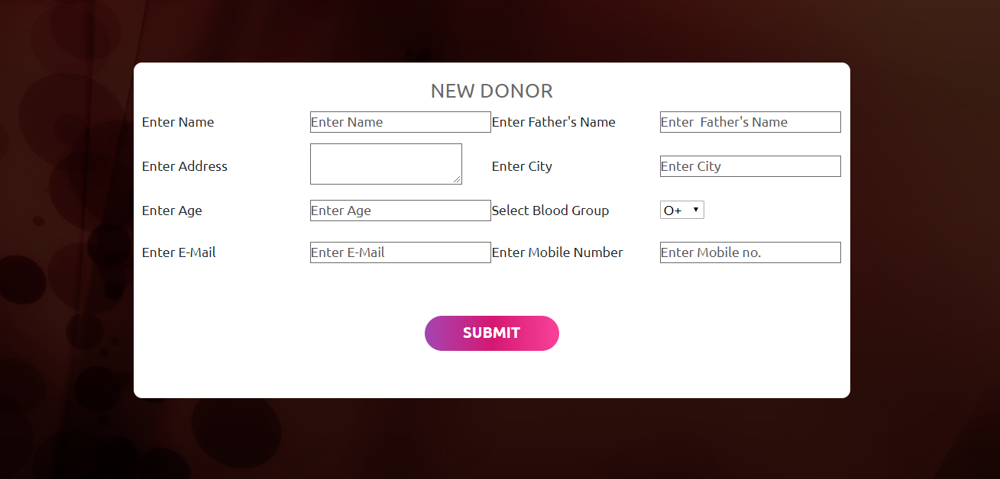 NEW DONOR
Enter Name Enter Name Enter Father's Name Enter  Father's Name
Enter Address Enter City Enter City
Enter Age Enter Age Select Blood Group O+
Enter E-Mail Enter E-Mail Enter Mobile Number Enter Mobile no.
SUBMIT